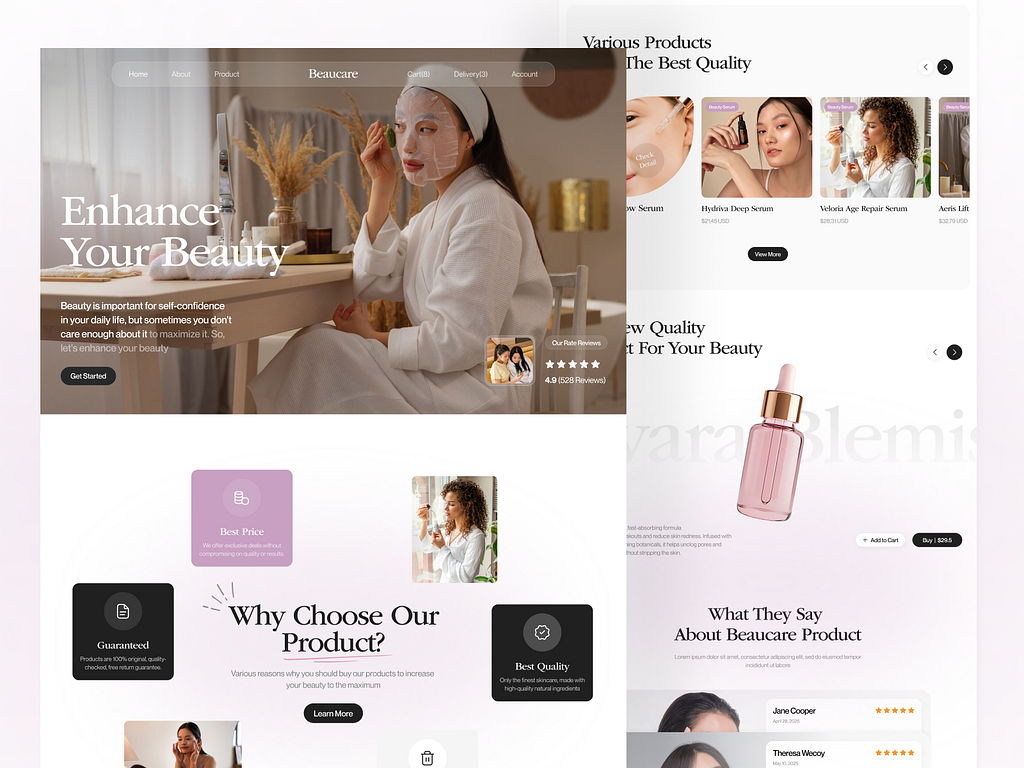 Home
About
Product
Beaucare
Cart(8)
Delivery(3)
Account
Enhance
Your Beauty
Beauty is important for self-confidence
in your daily life, but sometimes you don't
care enough about it to maximize it. So,
let's enhance your beauty
Get Started
Our Rate Reviews
4.9 (528 Reviews)
Best Price
We offer exclusive deals without
compromising on quality or results.
Guaranteed
Products are 100% original, quality-
checked, free return guarantee.
Why Choose Our
Product?
Various reasons why you should buy our products to increase
your beauty to the maximum
Learn More
Best Quality
Only the finest skincare, made with
high-quality natural ingredients
Various Products
The Best Quality
Check
Detail
Serum
Beauty Serum
Hydriva Deep Serum
$21,45 USD
Beauty Serum
Veloria Age Repair Serum
$28,31 USD
Beauty Serum
Aeris Lift
$32,79 USD
View More
ew Quality
ct For Your Beauty
vara Blemis
fast-absorbing formula
akouts and reduce skin redness. Infused with
ning botanicals, it helps unclog pores and
thout stripping the skin.
+ Add to Cart
Buy | $29.5
What They Say
About Beaucare Product
Lorem ipsum dolor sit amet, consectetur adipiscing elit, sed do eiusmod tempor
incididunt ut labore
Jane Cooper
April 28, 2025
Theresa Wecoy
May 10, 2025